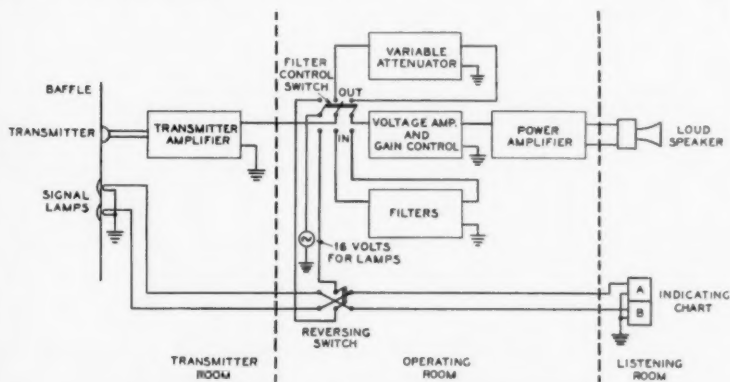 BAFFLE
TRANSMITTER
SIGNAL
LAMPS
TRANSMITTER
AMPLIFIER
FILTER
CONTROL
SWITCH
OUT
IN
VARIABLE
ATTENUATOR
VOLTAGE AMP.
AND
GAIN CONTROL
POWER
AMPLIFIER
LOUD
SPEAKER
FILTERS
16 VOLTS
FOR LAMPS
REVERSING
SWITCH
A
B
INDICATING
CHART
TRANSMITTER
ROOM
OPERATING
ROOM
LISTENING
ROOM